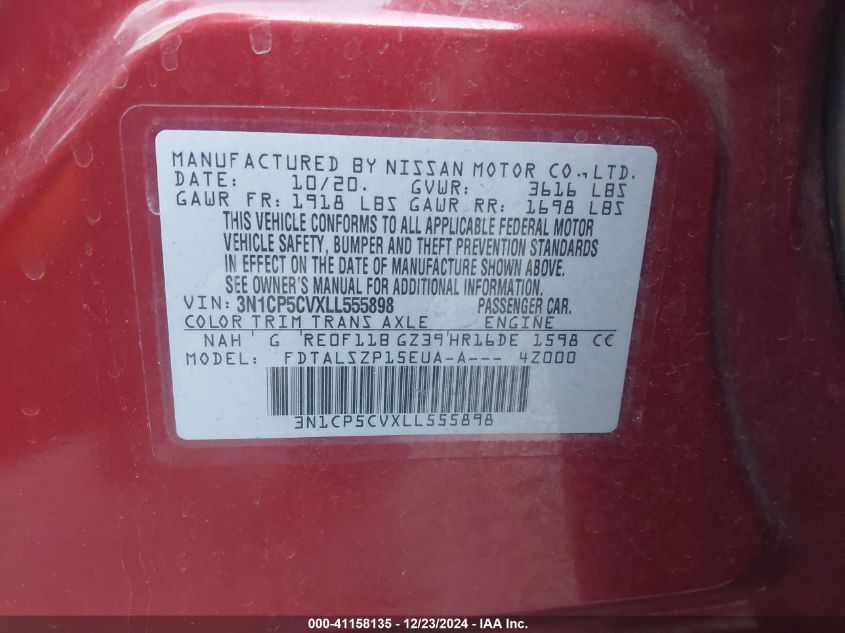 MANUFACTURED BY NISSAN MOTOR CO., LTD.
DATE: 10/20. GVWR: 3616 LBS
GAWR FR: 1918 LBS GAWR RR: 1698 LBS
THIS VEHICLE CONFORMS TO ALL APPLICABLE FEDERAL MOTOR
VEHICLE SAFETY, BUMPER AND THEFT PREVENTION STANDARDS
IN EFFECT ON THE DATE OF MANUFACTURE SHOWN ABOVE.
SEE OWNER'S MANUAL FOR ADDITIONAL INFORMATION.
VIN: 3N1CP5CVXLL555898 PASSENGER CAR.
COLOR TRIM TRANS AXLE ENGINE
NAH G RE0F11B GZ39 HR16DE 1598 CC
MODEL: FDTALSZP15EUA-A--- 4Z000
3N1CP5CVXLL555898
000-41158135 - 12/23/2024 - IAA Inc.